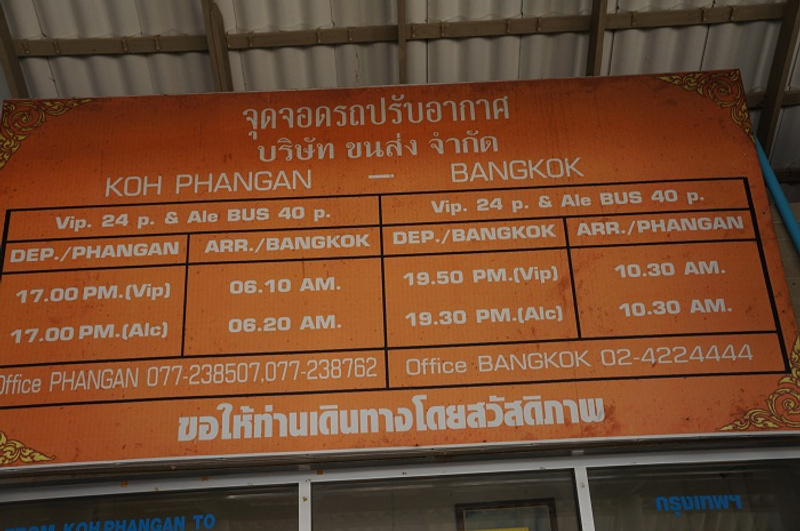 จุดจอดรถปรับอากาศ
บริษัท ขนส่ง จำกัด
KOH PHANGAN — BANGKOK
Vip. 24 p. & Ale BUS 40 p. Vip. 24 p. & Ale BUS 40 p.
DEP./PHANGAN ARR./BANGKOK DEP./BANGKOK ARR./PHANGAN
17.00 PM.(Vip) 06.10 AM. 19.50 PM.(Vip) 10.30 AM.
17.00 PM.(Alc) 06.20 AM. 19.30 PM.(Alc) 10.30 AM.
Office PHANGAN 077-238507,077-238762 Office BANGKOK 02-4224444
ขอให้ท่านเดินทางโดยสวัสดิภาพ
FROM KOH PHANGAN TO
กรุงเทพฯ